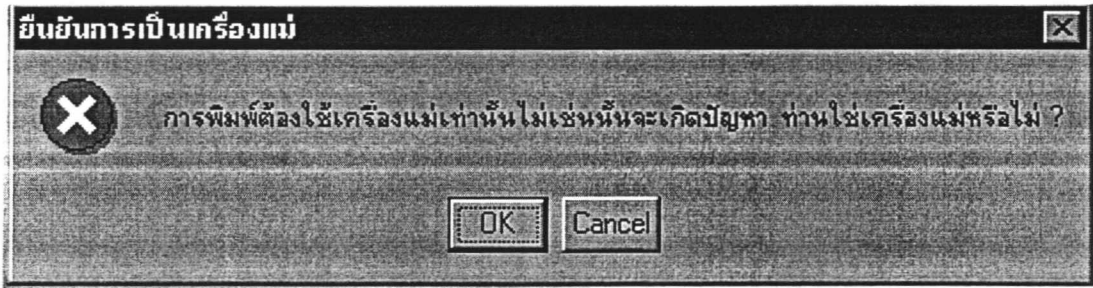 ยืนยันการเป็นเครื่องแม่
การพิมพ์ต้องใช้เครื่องแม่เท่านั้นไม่เช่นนั้นจะเกิดปัญหา ท่านใช่เครื่องแม่หรือไม่ ?
OK Cancel